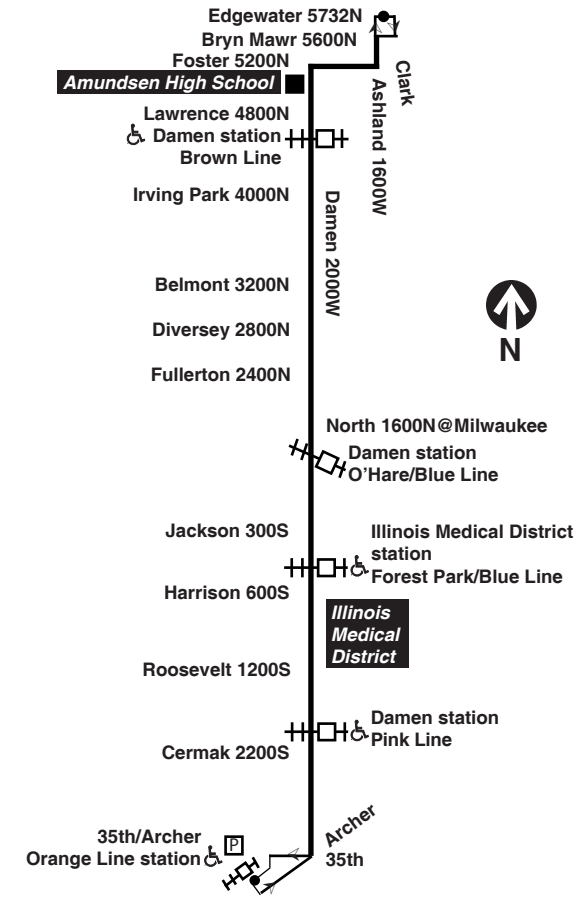 Edgewater 5732N
Bryn Mawr 5600N
Foster 5200N
Amundsen High School
Clark
Ashland 1600W
Lawrence 4800N
Damen station
Brown Line
Irving Park 4000N
Damen 2000W
Belmont 3200N
Diversey 2800N
N
Fullerton 2400N
North 1600N@Milwaukee
Damen station
O'Hare/Blue Line
Jackson 300S
Illinois Medical District
station
Forest Park/Blue Line
Harrison 600S
Illinois
Medical
District
Roosevelt 1200S
Damen station
Pink Line
Cermak 2200S
Archer
35th
35th/Archer
Orange Line station
P